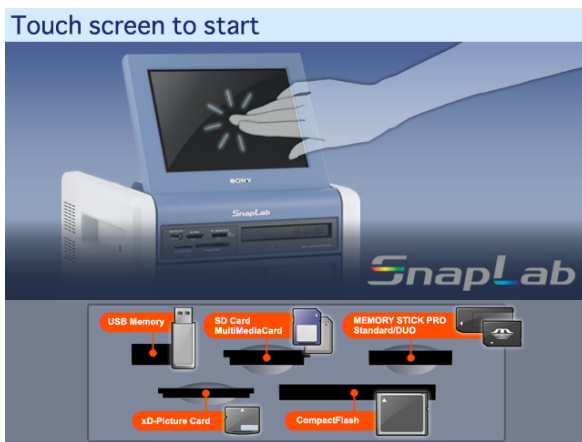 Touch screen to start
SONY
SnapLab
SnapLab
USB Memory
SD Card
MultiMediaCard
MEMORY STICK PRO
Standard/DUO
xD-Picture Card
CompactFlash